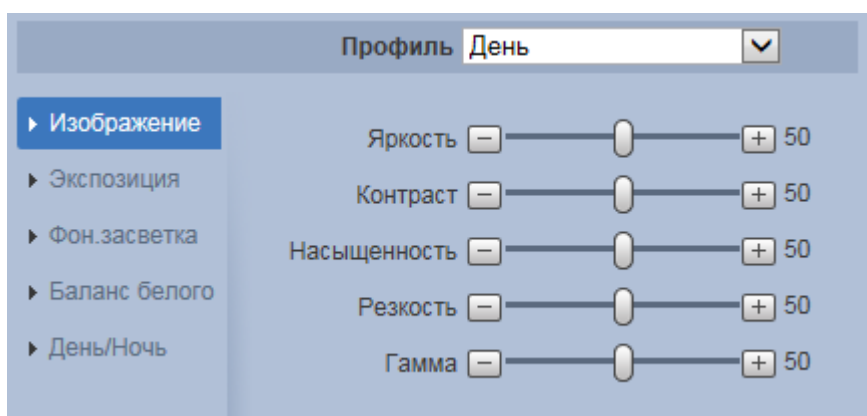 Профиль День
Изображение
Экспозиция
Фон.засветка
Баланс белого
День/Ночь
Яркость 50
Контраст 50
Насыщенность 50
Резкость 50
Гамма 50